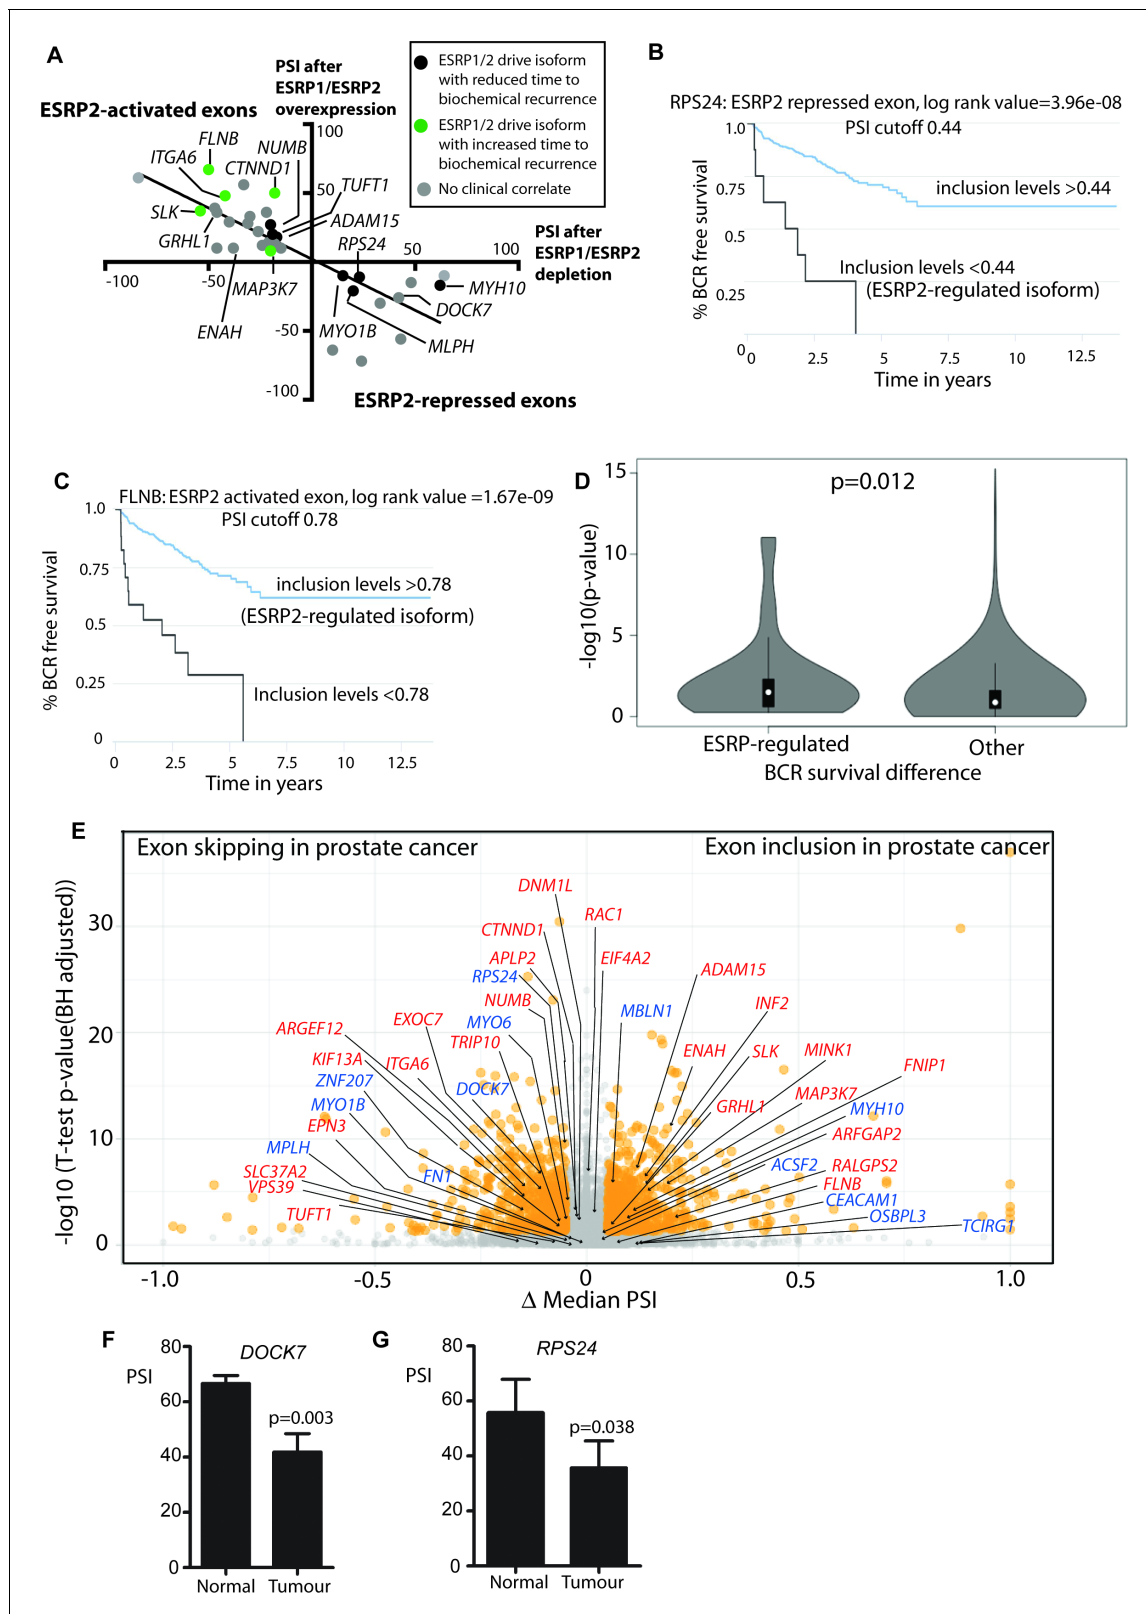 A
PSI after
ESRP1/ESRP2
overexpression
ESRP2-activated exons
ESRP1/2 drive isoform
with reduced time to
biochemical recurrence
ESRP1/2 drive isoform
with increased time to
biochemical recurrence
No clinical correlate
100
FLNB
NUMB
ITGA6
CTNND1
TUFT1
50
SLK
ADAM15
GRHL1
RPS24
PSI after
ESRP1/ESRP2
depletion
50
100
-100
-50
MAP3K7
MYH10
DOCK7
ENAH
-50
MYO1B
MLPH
-100
ESRP2-repressed exons
B
RPS24: ESRP2 repressed exon, log rank value=3.96e-08
PSI cutoff 0.44
% BCR free survival
1.0
0.75
0.5
0.25
0
inclusion levels >0.44
Inclusion levels <0.44
(ESRP2-regulated isoform)
0
2.5
5
7.5
10
12.5
Time in years
C
FLNB: ESRP2 activated exon, log rank value =1.67e-09
PSI cutoff 0.78
% BCR free survival
1.0
0.75
0.5
0.25
0
inclusion levels >0.78
(ESRP2-regulated isoform)
Inclusion levels <0.78
0
2.5
5
7.5
10
12.5
Time in years
D
-log10(p-value)
15
10
5
0
p=0.012
ESRP-regulated
Other
BCR survival difference
E
Exon skipping in prostate cancer
Exon inclusion in prostate cancer
-log10 (T-test p-value(BH adjusted))
30
20
10
0
DNM1L
RAC1
CTNND1
APLP2
EIF4A2
RPS24
ADAM15
NUMB
MBLN1
INF2
EXOC7
MYO6
ARGEF12
TRIP10
KIF13A
ITGA6
ENAH
SLK
MINK1
FNIP1
ZNF207
DOCK7
MAP3K7
MYO1B
GRHL1
MYH10
EPN3
ARFGAP2
MPLH
ACSF2
RALGPS2
SLC37A2
FN1
FLNB
VPS39
CEACAM1
TUFT1
OSBPL3
TCIRG1
-1.0
-0.5
0
0.5
1.0
Δ Median PSI
F
DOCK7
PSI
80
60
40
20
0
p=0.003
Normal
Tumour
G
RPS24
PSI
80
60
40
20
0
p=0.038
Normal
Tumour